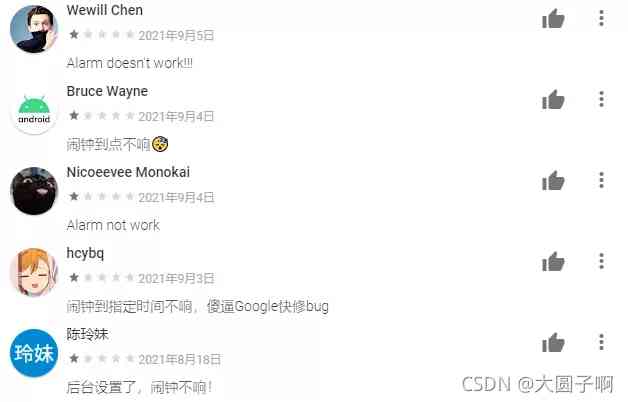 Wewill Chen
2021年9月5日
Alarm doesn't work!!!
android
Bruce Wayne
2021年9月4日
闹钟到点不响😴
Nicoeevee Monokai
2021年9月4日
Alarm not work
hcybq
2021年9月3日
闹钟到指定时间不响，傻逼Google快修bug
玲妹
陈玲妹
2021年8月18日
后台设置了，闹钟不响！
CSDN @大圆子啊